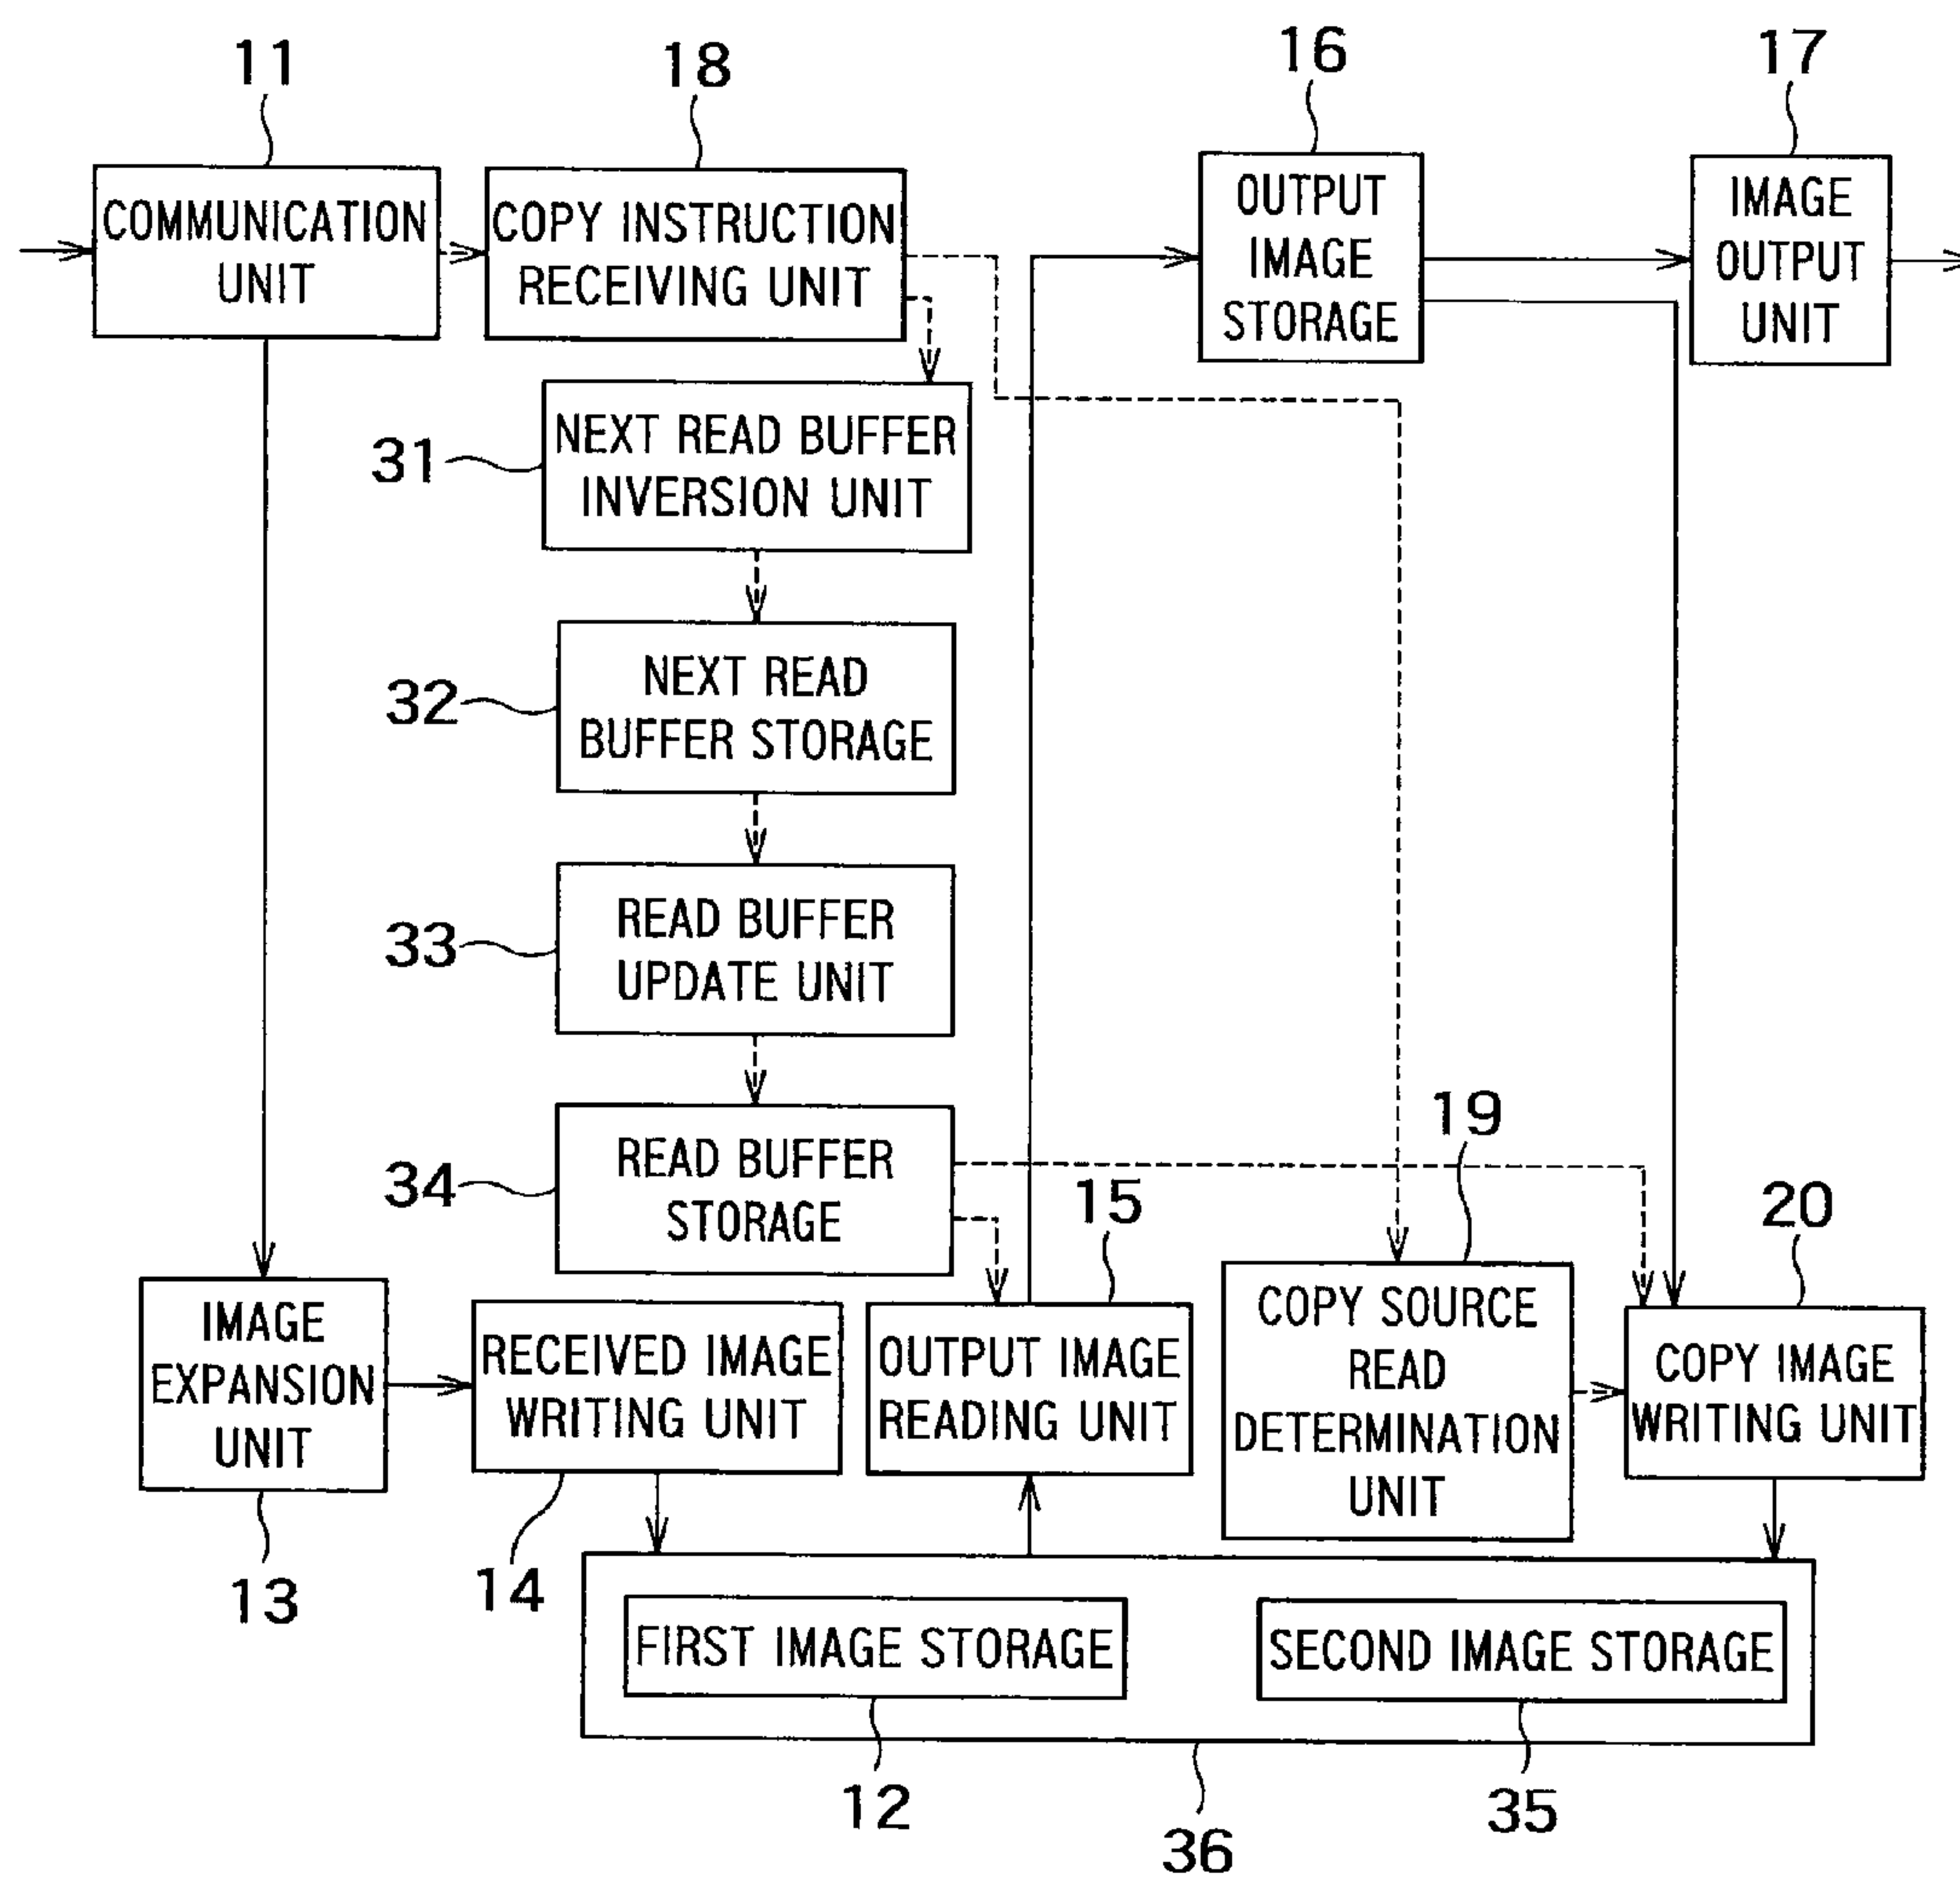 11
18
16
17
COMMUNICATION
UNIT
COPY INSTRUCTION
RECEIVING UNIT
OUTPUT
IMAGE
STORAGE
IMAGE
OUTPUT
UNIT
31
NEXT READ BUFFER
INVERSION UNIT
32
NEXT READ
BUFFER STORAGE
33
READ BUFFER
UPDATE UNIT
34
READ BUFFER
STORAGE
15
19
20
IMAGE
EXPANSION
UNIT
RECEIVED IMAGE
WRITING UNIT
OUTPUT IMAGE
READING UNIT
COPY SOURCE
READ
DETERMINATION
UNIT
COPY IMAGE
WRITING UNIT
13
14
FIRST IMAGE STORAGE
SECOND IMAGE STORAGE
12
35
36